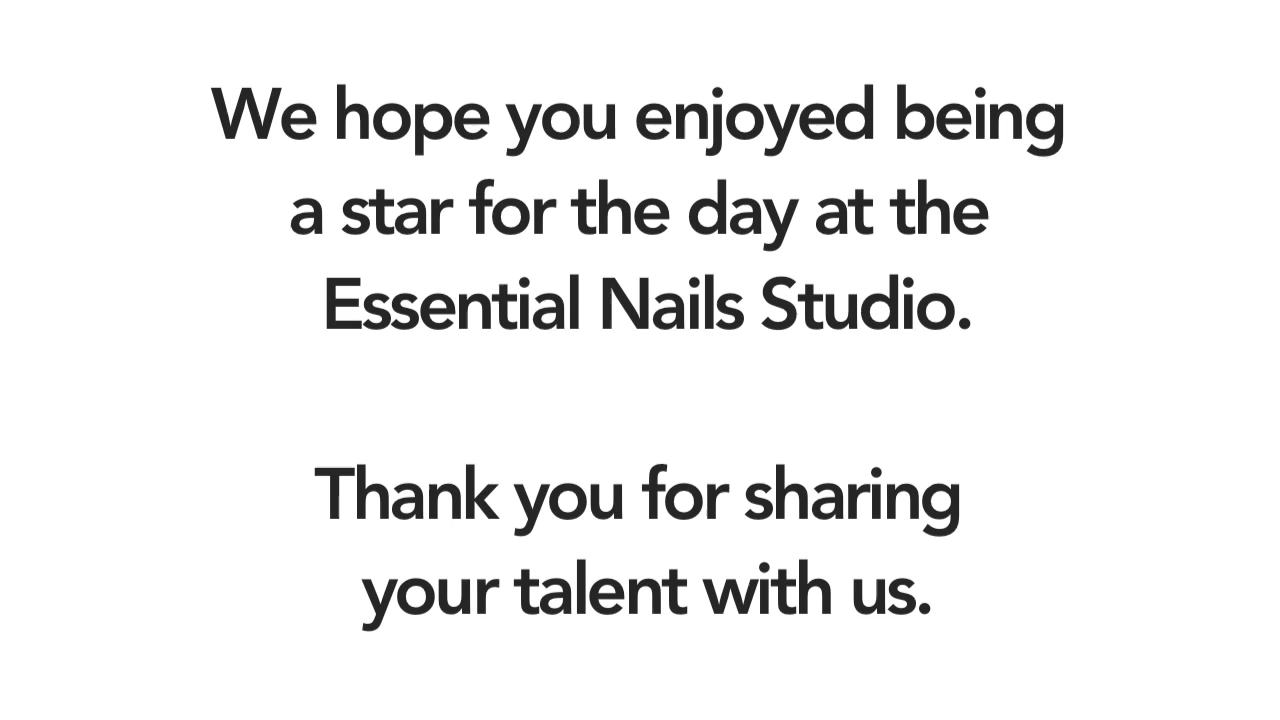 We hope you enjoyed being
a star for the day at the
Essential Nails Studio.
Thank you for sharing
your talent with us.